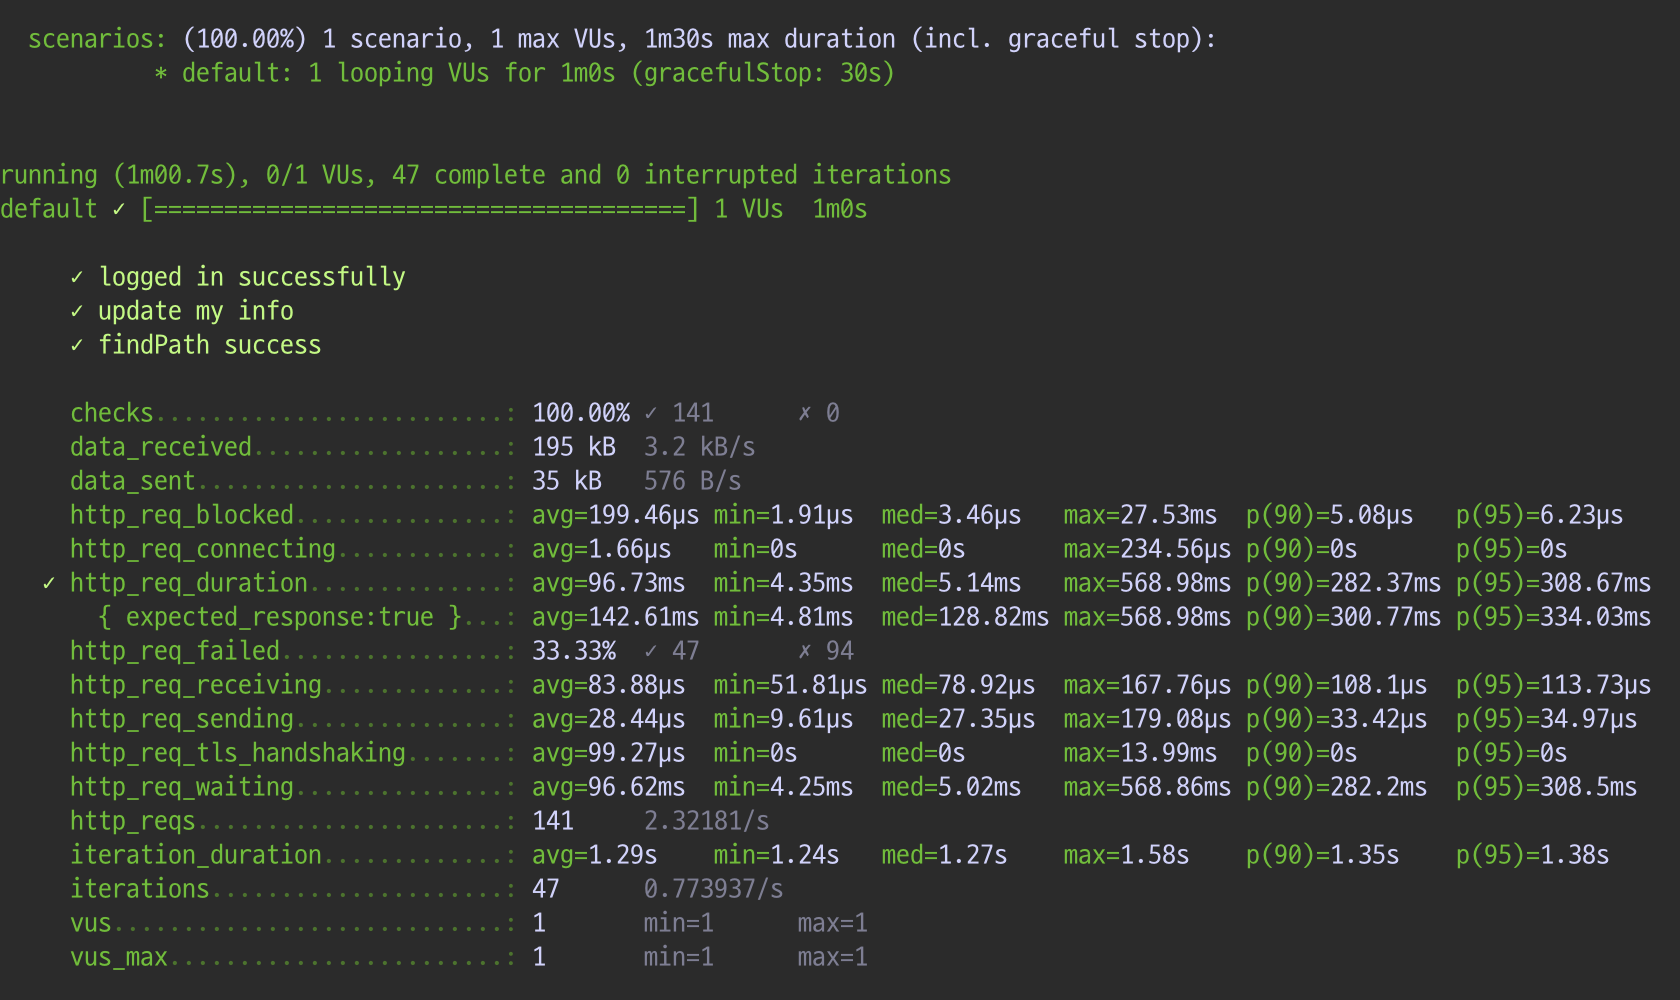 scenarios: (100.00%) 1 scenario, 1 max VUs, 1m30s max duration (incl. graceful stop):
* default: 1 looping VUs for 1m0s (gracefulStop: 30s)
running (1m00.7s), 0/1 VUs, 47 complete and 0 interrupted iterations
default ✓ [======================================] 1 VUs  1m0s
✓ logged in successfully
✓ update my info
✓ findPath success
checks.........................: 100.00% ✓ 141      ✗ 0
data_received..................: 195 kB  3.2 kB/s
data_sent......................: 35 kB   576 B/s
http_req_blocked...............: avg=199.46µs min=1.91µs  med=3.46µs   max=27.53ms  p(90)=5.08µs   p(95)=6.23µs
http_req_connecting............: avg=1.66µs   min=0s      med=0s       max=234.56µs p(90)=0s       p(95)=0s
✓ http_req_duration..............: avg=96.73ms  min=4.35ms  med=5.14ms   max=568.98ms p(90)=282.37ms p(95)=308.67ms
{ expected_response:true }...: avg=142.61ms min=4.81ms  med=128.82ms max=568.98ms p(90)=300.77ms p(95)=334.03ms
http_req_failed................: 33.33%  ✓ 47       ✗ 94
http_req_receiving.............: avg=83.88µs  min=51.81µs med=78.92µs  max=167.76µs p(90)=108.1µs  p(95)=113.73µs
http_req_sending...............: avg=28.44µs  min=9.61µs  med=27.35µs  max=179.08µs p(90)=33.42µs  p(95)=34.97µs
http_req_tls_handshaking.......: avg=99.27µs  min=0s      med=0s       max=13.99ms  p(90)=0s       p(95)=0s
http_req_waiting...............: avg=96.62ms  min=4.25ms  med=5.02ms   max=568.86ms p(90)=282.2ms  p(95)=308.5ms
http_reqs......................: 141     2.32181/s
iteration_duration.............: avg=1.29s    min=1.24s   med=1.27s    max=1.58s    p(90)=1.35s    p(95)=1.38s
iterations.....................: 47      0.773937/s
vus............................: 1       min=1      max=1
vus_max........................: 1       min=1      max=1